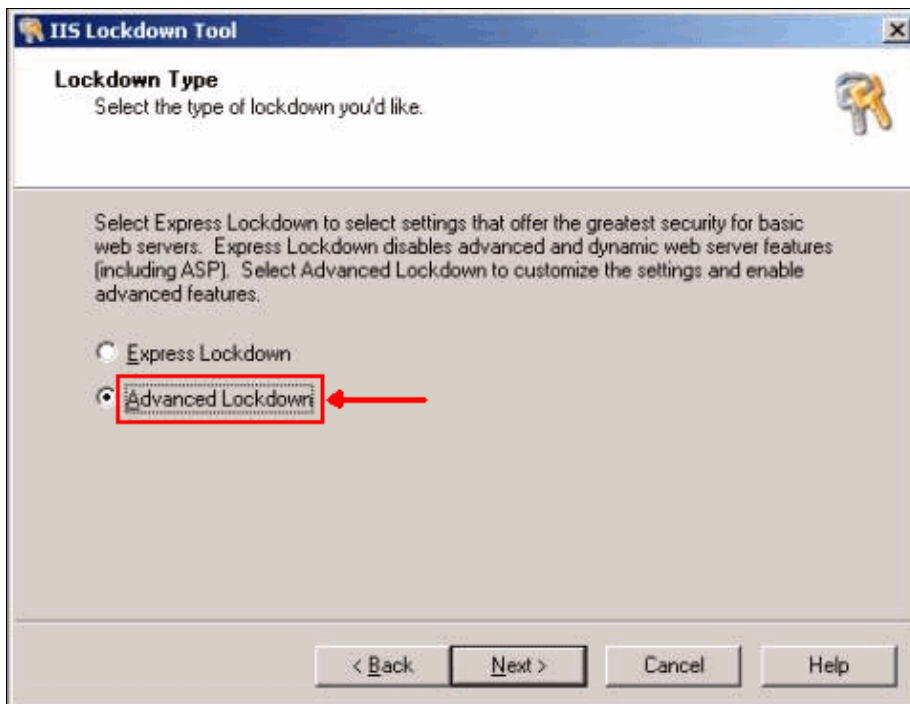 IIS Lockdown Tool
Lockdown Type
Select the type of lockdown you'd like.
Select Express Lockdown to select settings that offer the greatest security for basic
web servers. Express Lockdown disables advanced and dynamic web server features
(including ASP). Select Advanced Lockdown to customize the settings and enable
advanced features.
Express Lockdown
Advanced Lockdown
< Back
Next >
Cancel
Help